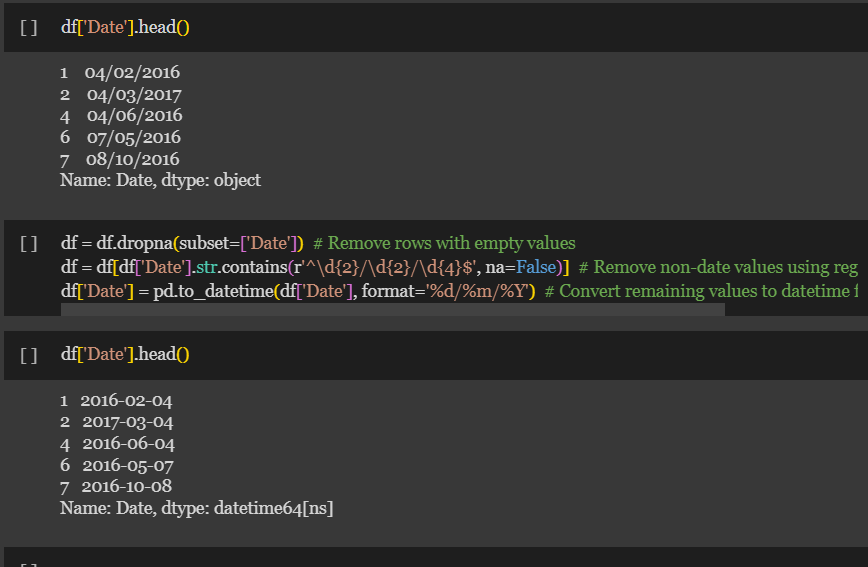 [ ] df['Date'].head()
1 04/02/2016
2 04/03/2017
4 04/06/2016
6 07/05/2016
7 08/10/2016
Name: Date, dtype: object
[ ] df = df.dropna(subset=['Date']) # Remove rows with empty values
df = df[df['Date'].str.contains(r'^\d{2}/\d{2}/\d{4}$', na=False)] # Remove non-date values using reg
df['Date'] = pd.to_datetime(df['Date'], format='%d/%m/%Y') # Convert remaining values to datetime f
[ ] df['Date'].head()
1 2016-02-04
2 2017-03-04
4 2016-06-04
6 2016-05-07
7 2016-10-08
Name: Date, dtype: datetime64[ns]